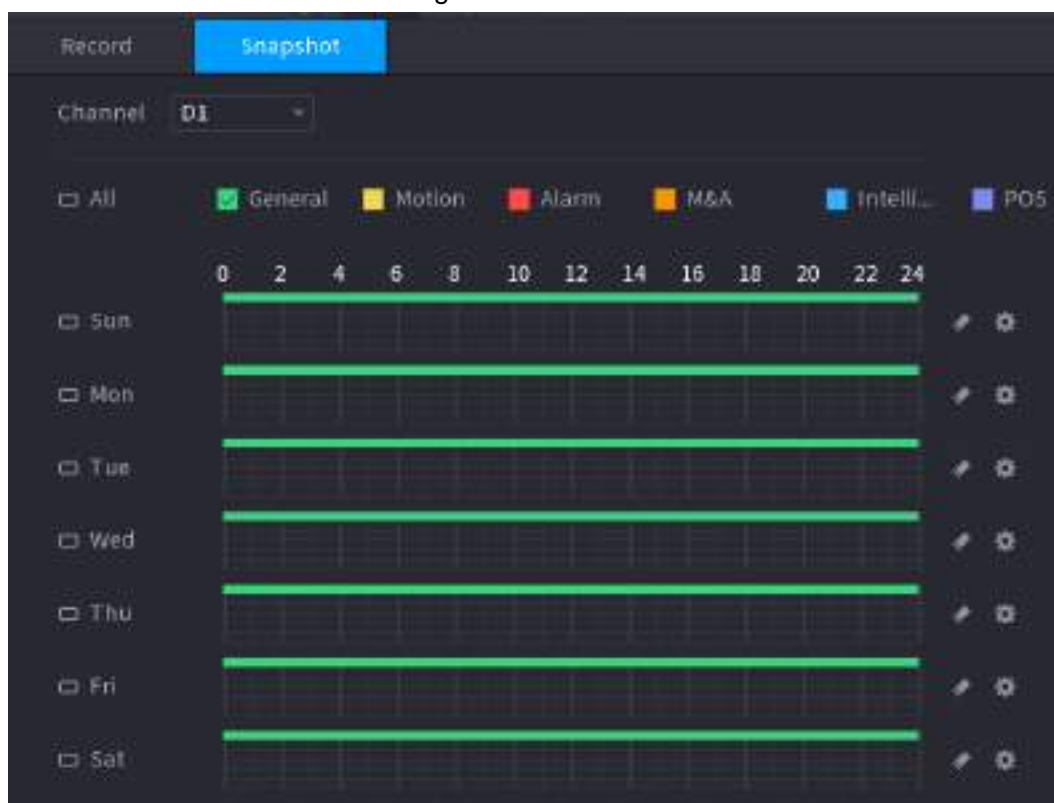 Record Snapshot
Channel D1
All General Motion Alarm M&A Intelli... POS
0 2 4 6 8 10 12 14 16 18 20 22 24
Sun
Mon
Tue
Wed
Thu
Fri
Sat